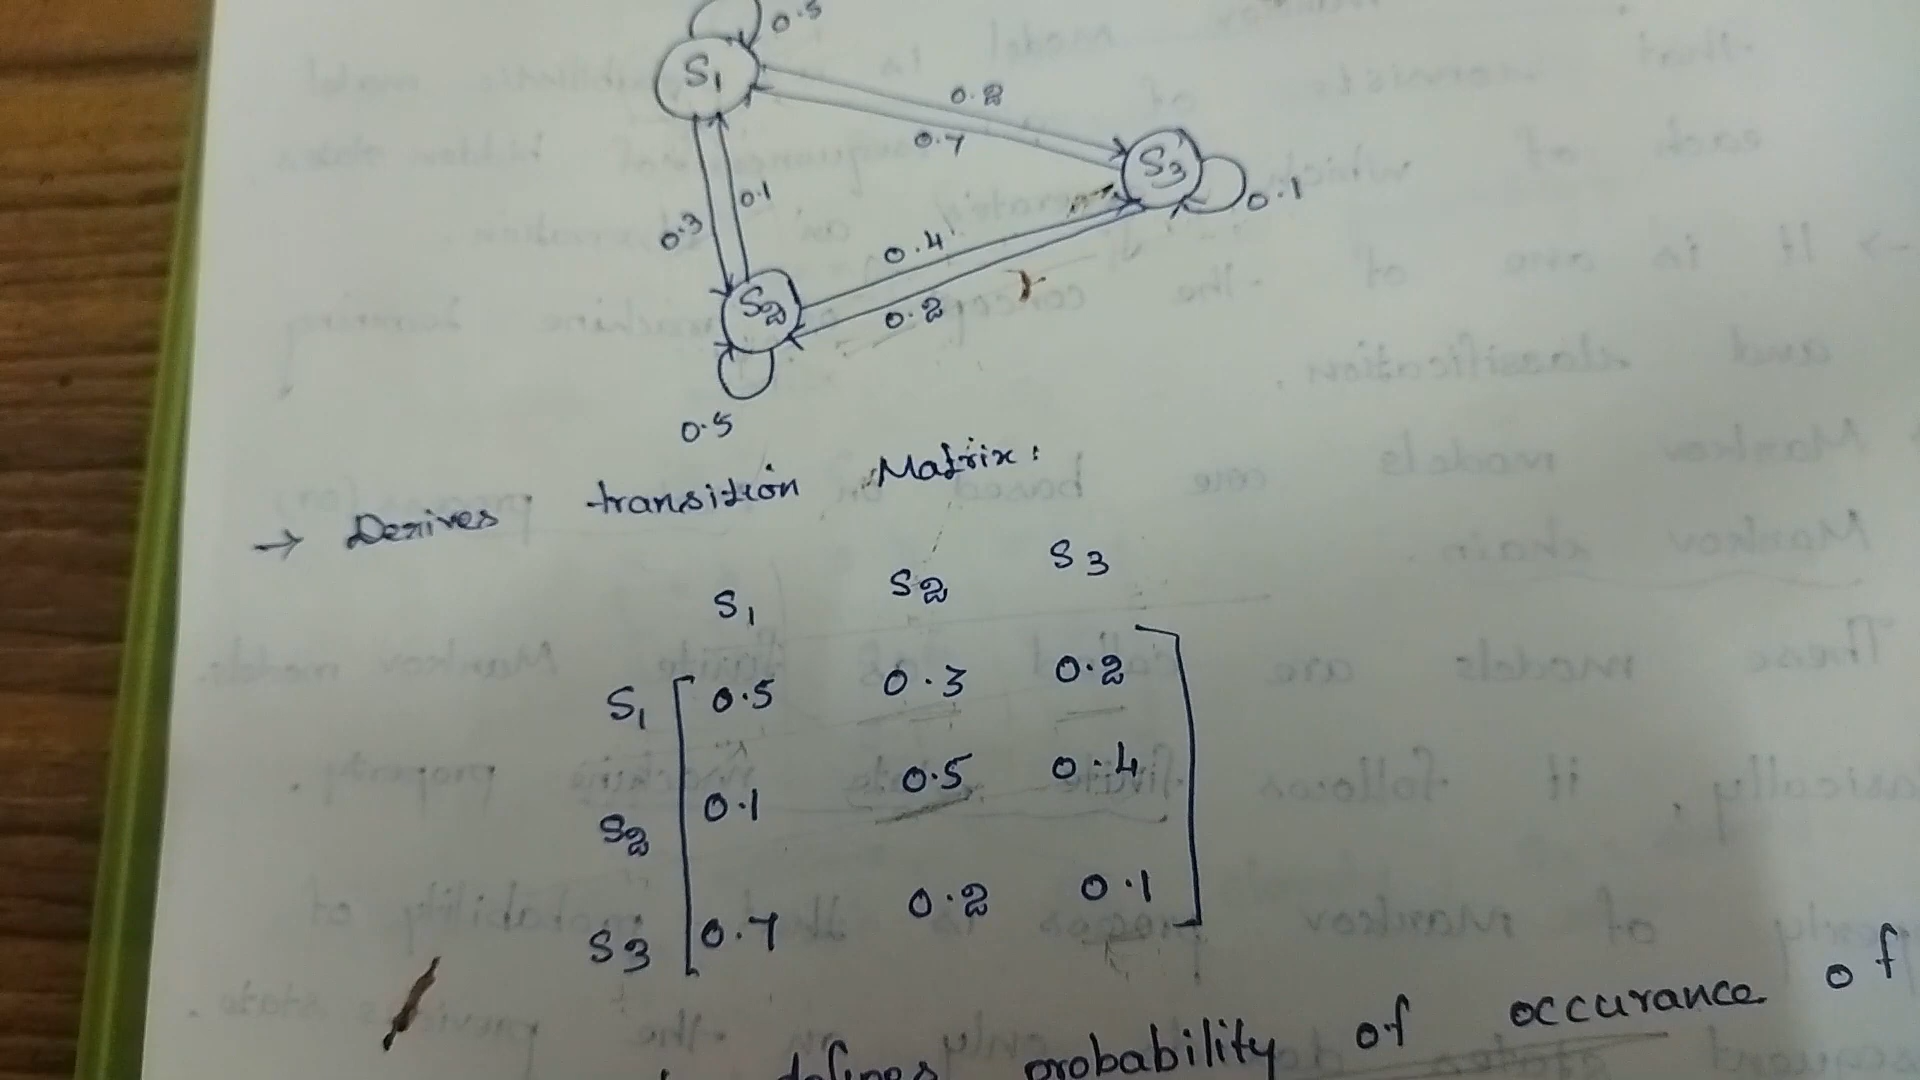 0.5
S1
0.2
0.7
S3
0.1
0.1
0.3
0.4
S2
0.2
0.5
→ Derives transition Matrix:
S1 S2 S3
S1 0.5 0.3 0.2
S2 0.1 0.5 0.4
S3 0.7 0.2 0.1
defines probability of occurance of